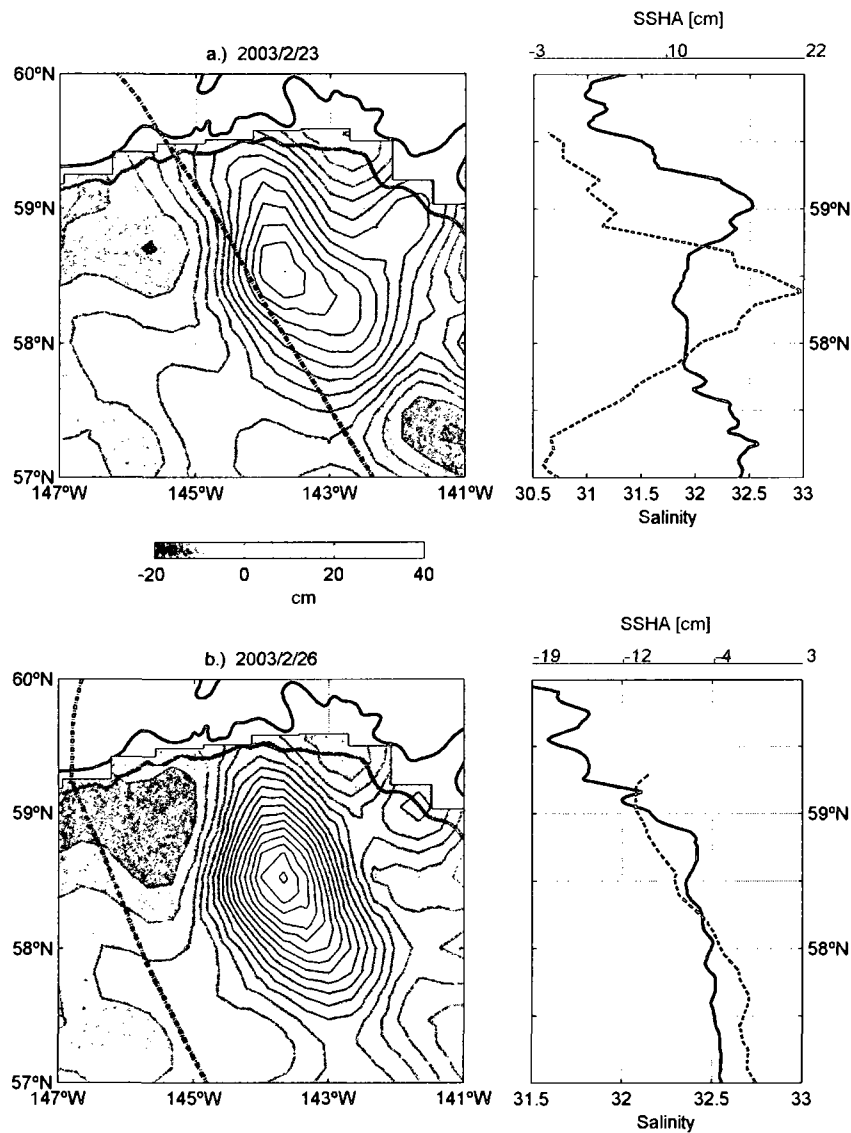 SSHA [cm]
a.) 2003/2/23
-3 10 22
60°N
59°N 59°N
58°N 58°N
57°N
147°W 145°W 143°W 141°W
30.5 31 31.5 32 32.5 33
Salinity
-20 0 20 40
cm
SSHA [cm]
b.) 2003/2/26
-19 -12 -4 3
60°N
59°N 59°N
58°N 58°N
57°N
147°W 145°W 143°W 141°W
31.5 32 32.5 33
Salinity